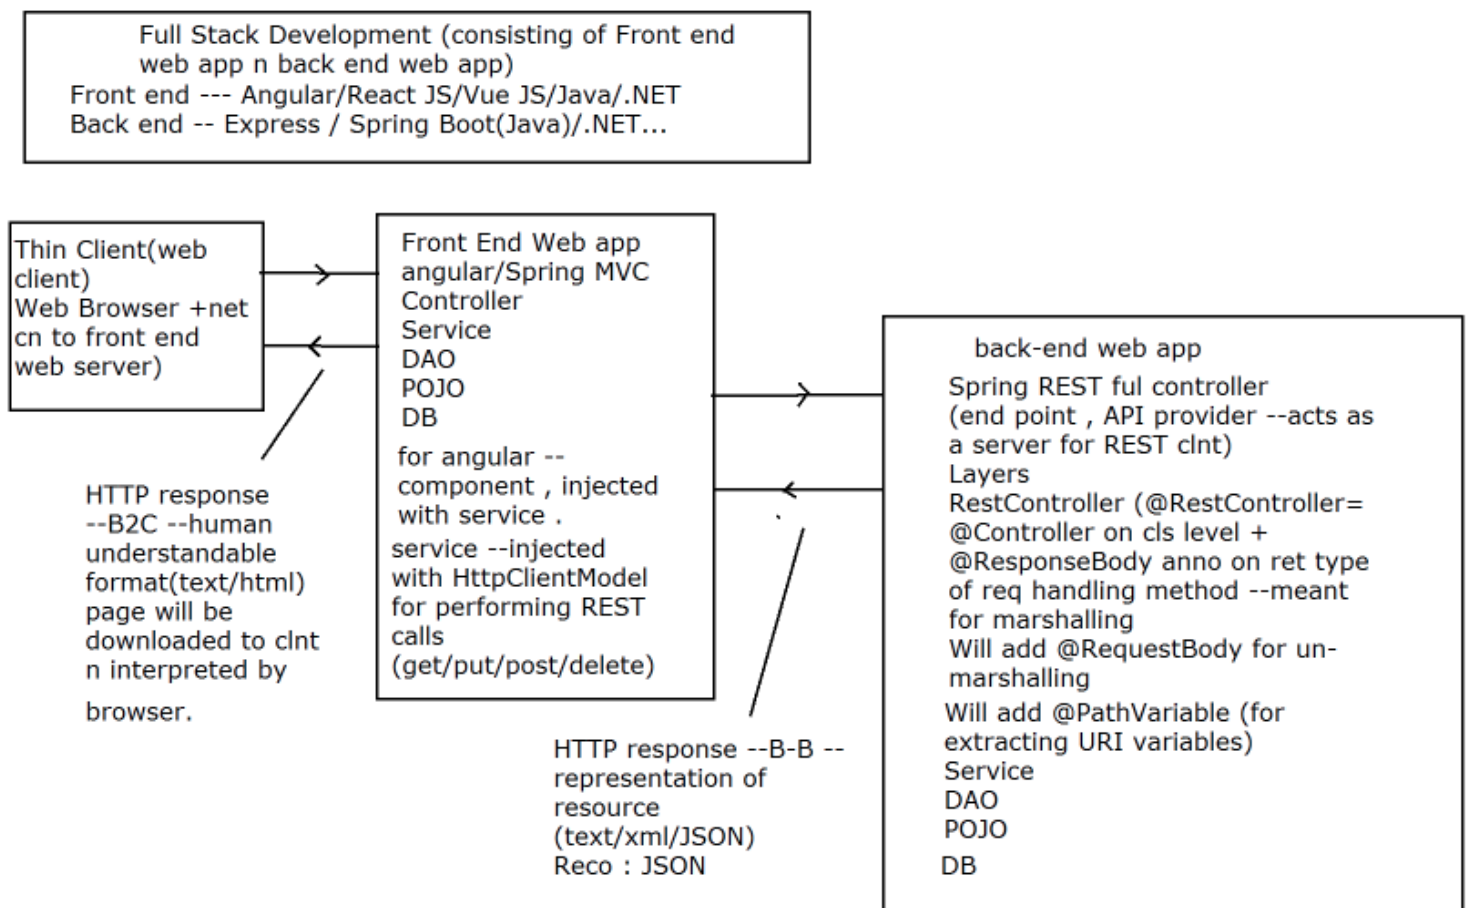 Full Stack Development (consisting of Front end
web app n back end web app)
Front end --- Angular/React JS/Vue JS/Java/.NET
Back end -- Express / Spring Boot(Java)/.NET...
Thin Client(web
client)
Web Browser +net
cn to front end
web server)
Front End Web app
angular/Spring MVC
Controller
Service
DAO
POJO
DB
for angular --
component , injected
with service .
service --injected
with HttpClientModel
for performing REST
calls
(get/put/post/delete)
back-end web app
Spring REST ful controller
(end point , API provider --acts as
a server for REST clnt)
Layers
RestController (@RestController=
@Controller on cls level +
@ResponseBody anno on ret type
of req handling method --meant
for marshalling
Will add @RequestBody for un-
marshalling
Will add @PathVariable (for
extracting URI variables)
Service
DAO
POJO
DB
HTTP response
--B2C --human
understandable
format(text/html)
page will be
downloaded to clnt
n interpreted by
browser.
HTTP response --B-B --
representation of
resource
(text/xml/JSON)
Reco : JSON